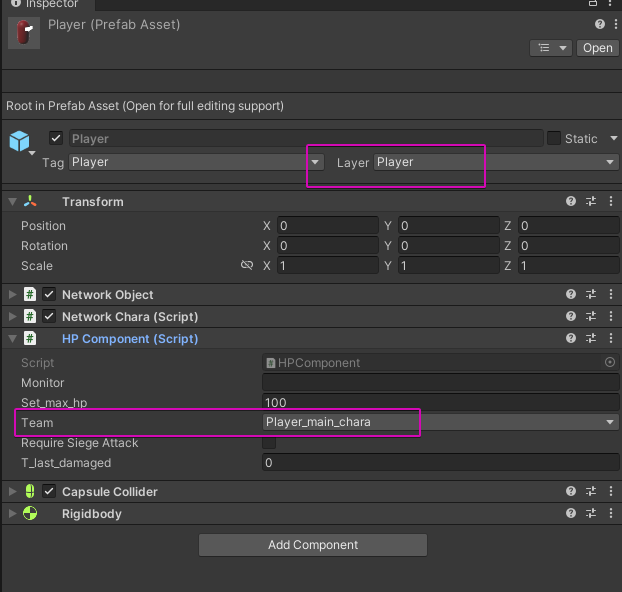 Inspector
Player (Prefab Asset)
Open
Root in Prefab Asset (Open for full editing support)
Player
Static
Tag Player
Layer Player
Transform
Position X 0 Y 0 Z 0
Rotation X 0 Y 0 Z 0
Scale X 1 Y 1 Z 1
# Network Object
# Network Chara (Script)
# HP Component (Script)
Script # HPComponent
Monitor
Set_max_hp 100
Team Player_main_chara
Require Siege Attack
T_last_damaged 0
Capsule Collider
Rigidbody
Add Component